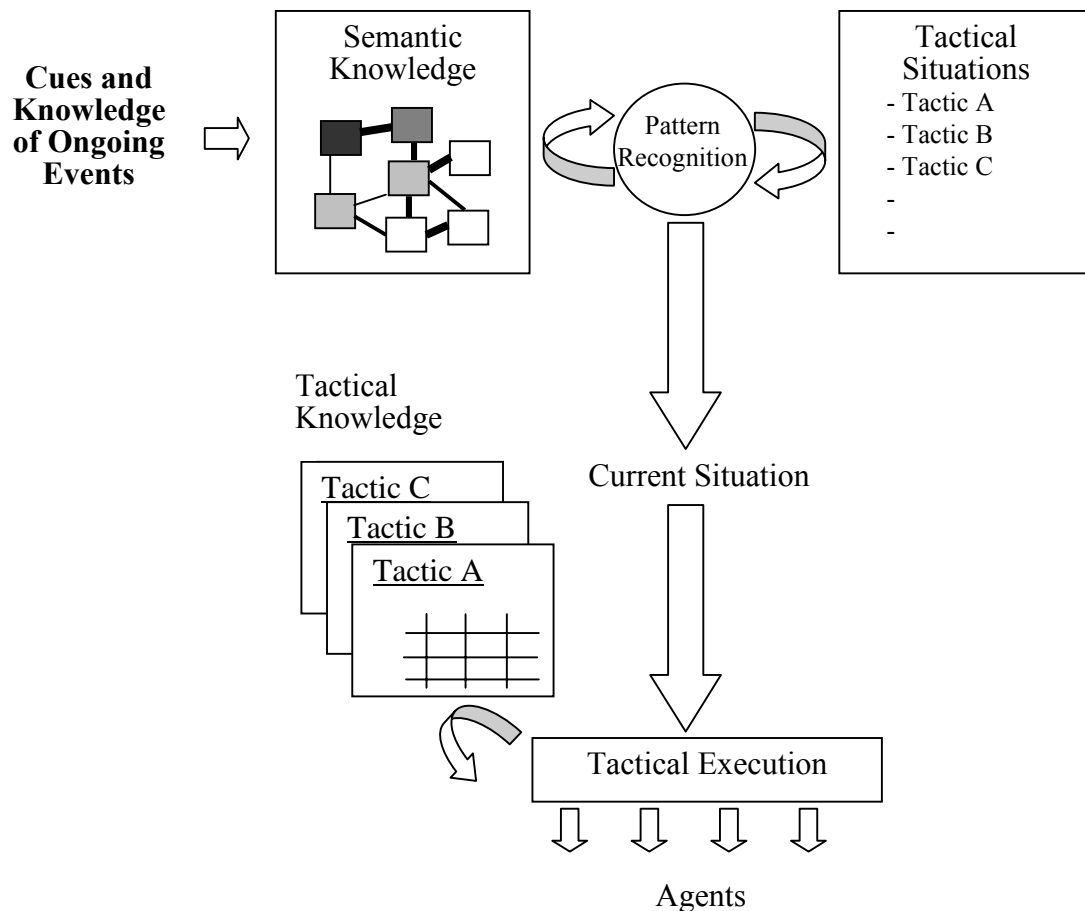 Cues and
Knowledge
of Ongoing
Events
Semantic
Knowledge
Pattern
Recognition
Tactical
Situations
- Tactic A
- Tactic B
- Tactic C
-
-
Tactical
Knowledge
Tactic C
Tactic B
Tactic A
Current Situation
Tactical Execution
Agents